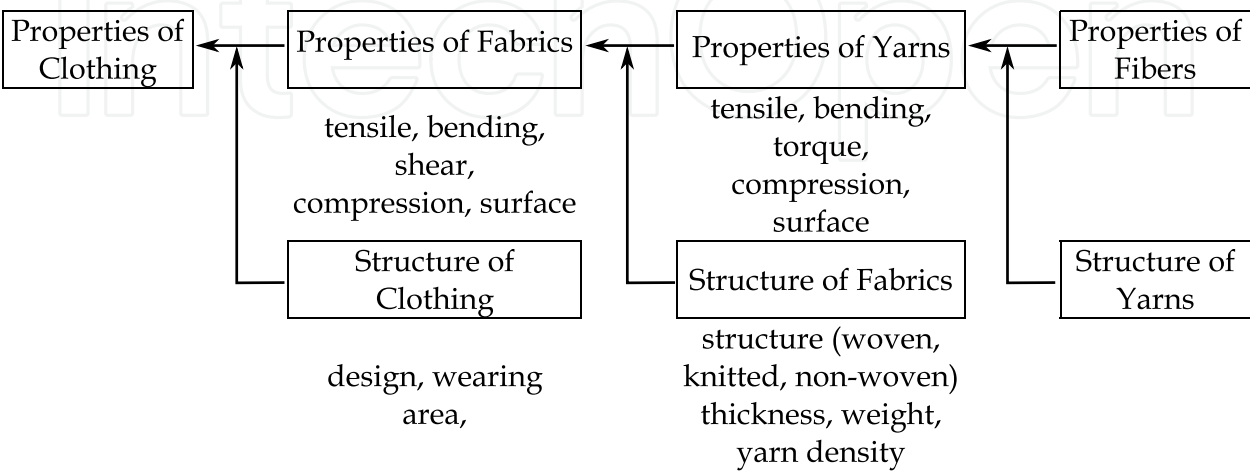 Properties of
Clothing
Properties of Fabrics
Properties of Yarns
Properties of
Fibers
tensile, bending,
shear,
compression, surface
tensile, bending,
torque,
compression,
surface
Structure of
Clothing
Structure of Fabrics
Structure of
Yarns
design, wearing
area,
structure (woven,
knitted, non-woven)
thickness, weight,
yarn density
IntechOpen